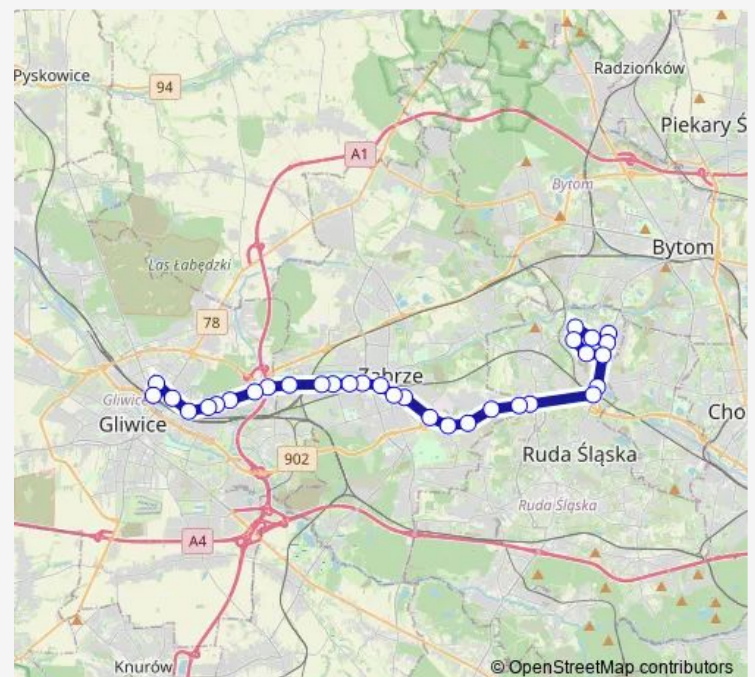 Pyskowice
94
Radzionków
Piekary Ś
A1
Bytom
Bytom
Las Łabędzki
78
Zabrze
Gliwice
Gliwice
Cho
902
Ruda Śląska
Ruda Śląska
A4
Knurów
© OpenStreetMap contributors